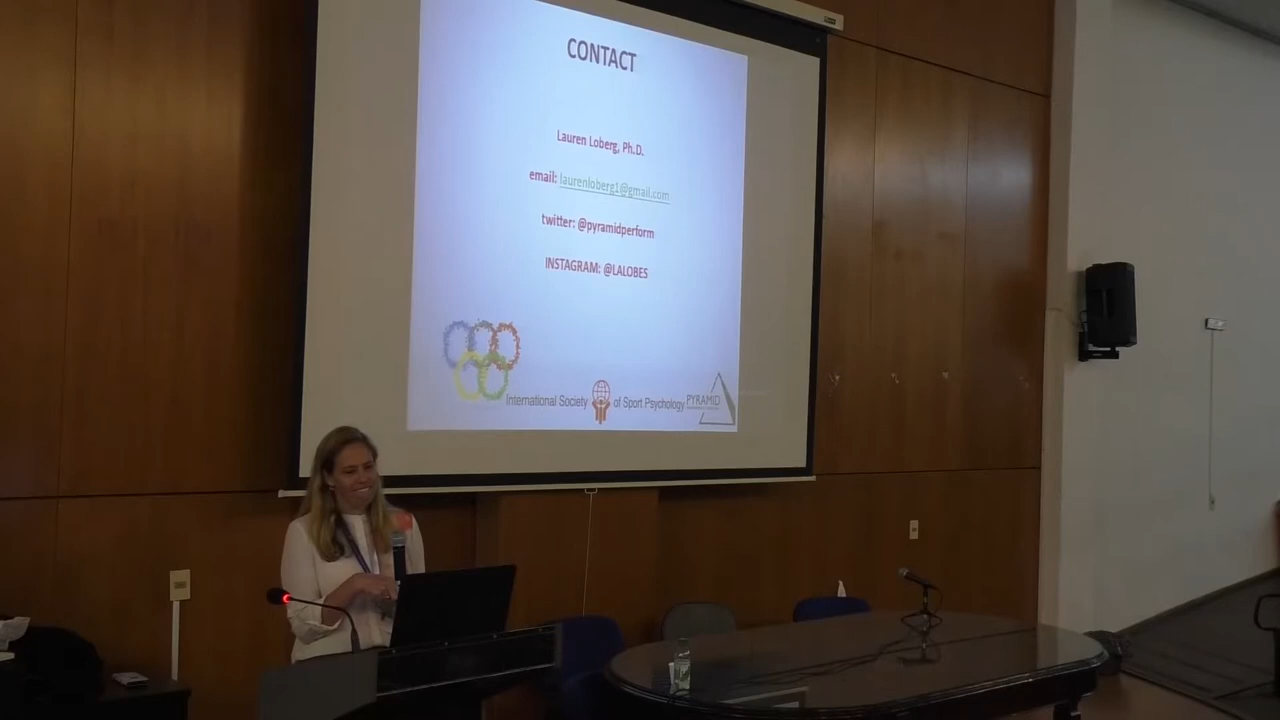 CONTACT
Lauren Loberg, Ph.D.
email: laurenloberg1@gmail.com
twitter: @pyramidperform
INSTAGRAM: @LALOBES
International Society of Sport Psychology
PYRAMID